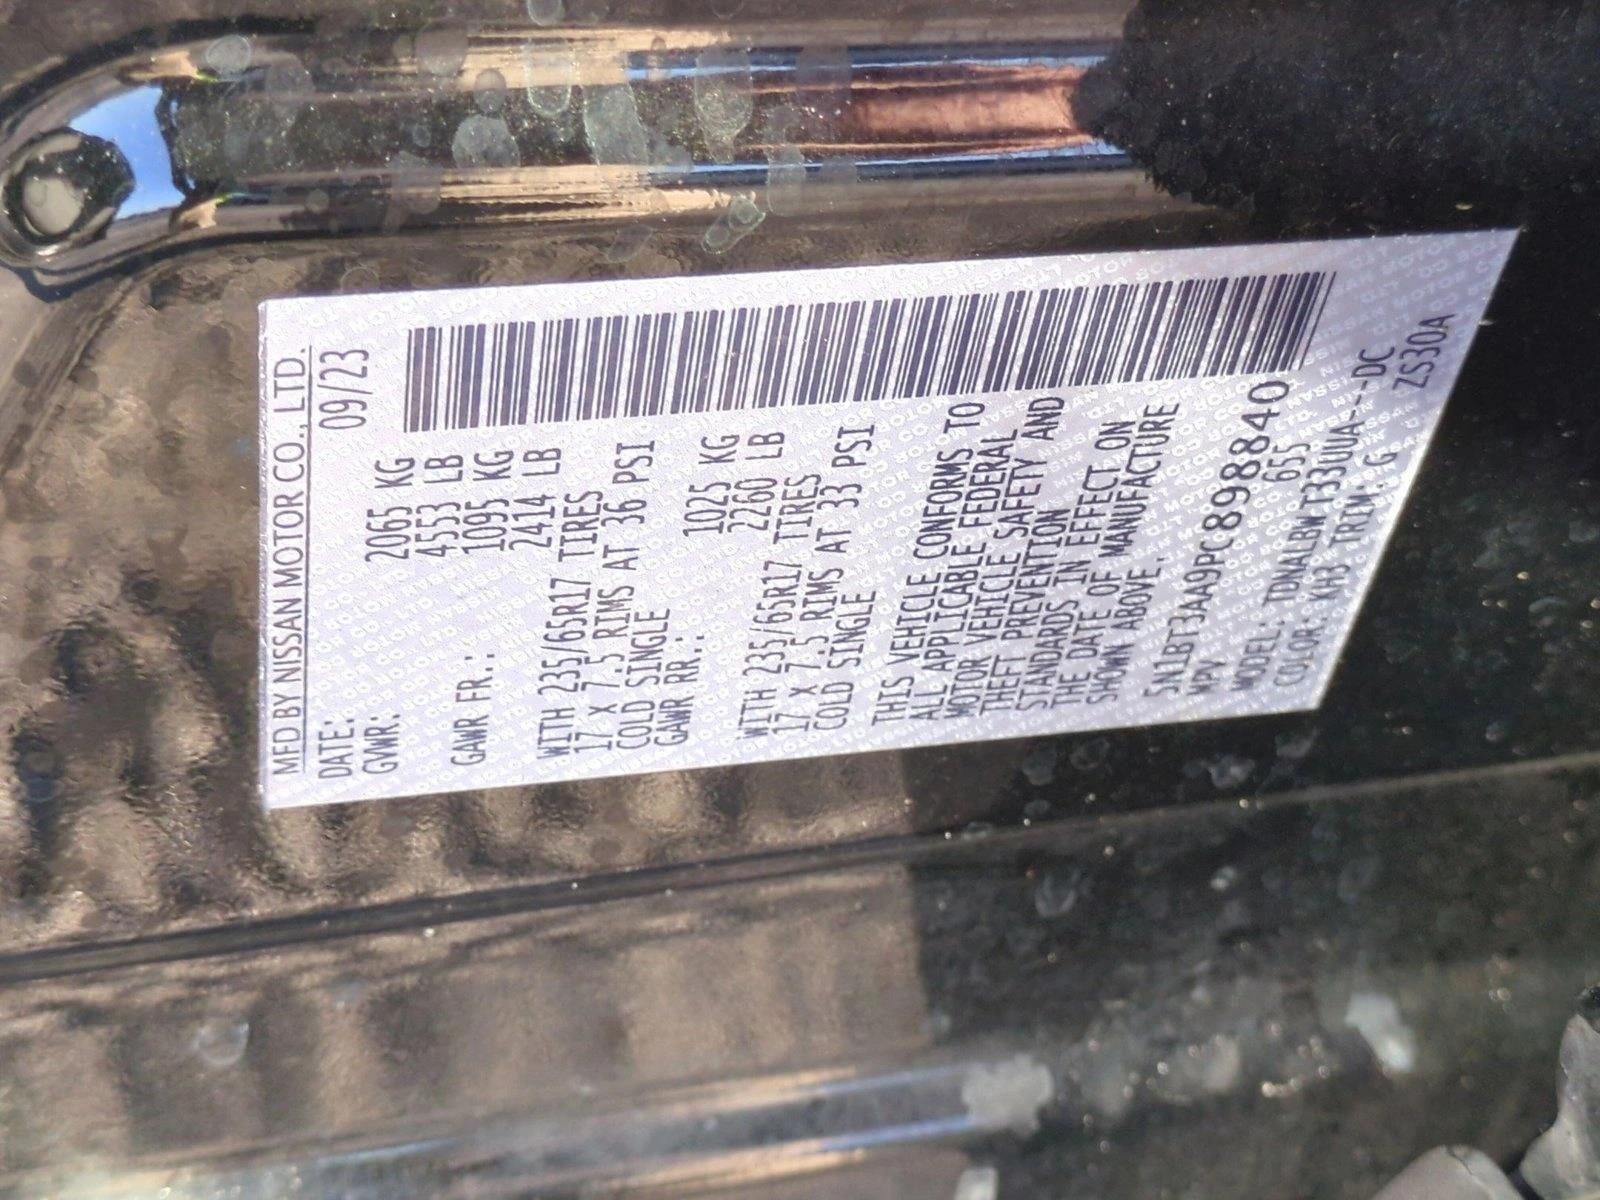 MFD BY NISSAN MOTOR CO., LTD.
DATE: 09/23
GVWR: 2065 KG
4553 LB
GAWR FR.: 1095 KG
2414 LB
WITH 235/65R17 TIRES
17 X 7.5 RIMS AT 36 PSI
COLD SINGLE
GAWR RR.: 1025 KG
2260 LB
WITH 235/65R17 TIRES
17 X 7.5 RIMS AT 33 PSI
COLD SINGLE
THIS VEHICLE CONFORMS TO
ALL APPLICABLE FEDERAL
MOTOR VEHICLE SAFETY AND
THEFT PREVENTION
STANDARDS IN EFFECT ON
THE DATE OF MANUFACTURE
SHOWN ABOVE.
5N1BT3AA9PC898840
MPV 655
MODEL: TDNALBWT33UUA---DC
COLOR: KH3 TRIM: G ZS30A